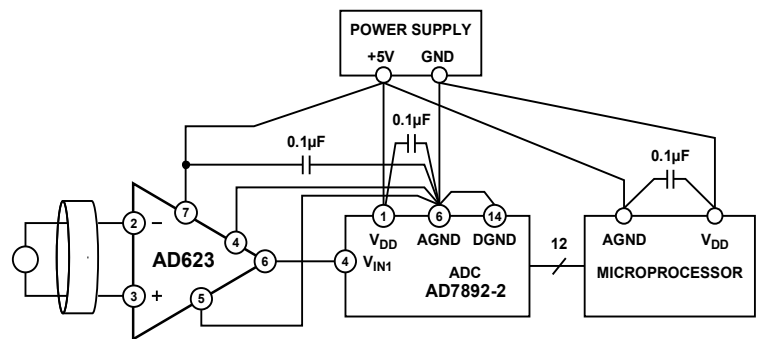 POWER SUPPLY
+5V GND
0.1µF
0.1µF
0.1µF
2 −
3 +
7
4
AD623
6
5
1 6 14
VDD AGND DGND
4 VIN1
ADC
AD7892-2
12
AGND VDD
MICROPROCESSOR